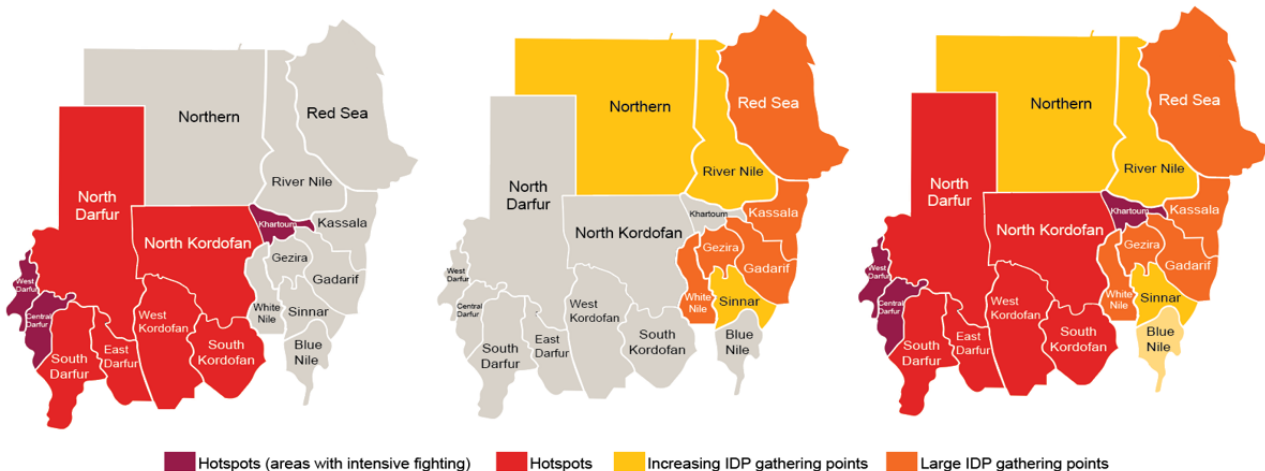 Northern
Red Sea
River Nile
North
Darfur
North Kordofan
Khartoum
Kassala
Gezira
Gadarif
West
Darfur
Central
Darfur
White
Nile
Sinnar
West
Kordofan
South
Kordofan
East
Darfur
South
Darfur
Blue
Nile
Northern
Red Sea
River Nile
North
Darfur
North Kordofan
Khartoum
Kassala
Gezira
Gadarif
West
Darfur
Central
Darfur
White
Nile
Sinnar
West
Kordofan
South
Kordofan
East
Darfur
South
Darfur
Blue
Nile
Northern
Red Sea
River Nile
North
Darfur
North Kordofan
Khartoum
Kassala
Gezira
Gadarif
West
Darfur
Central
Darfur
White
Nile
Sinnar
West
Kordofan
South
Kordofan
East
Darfur
South
Darfur
Blue
Nile
Hotspots (areas with intensive fighting)
Hotspots
Increasing IDP gathering points
Large IDP gathering points